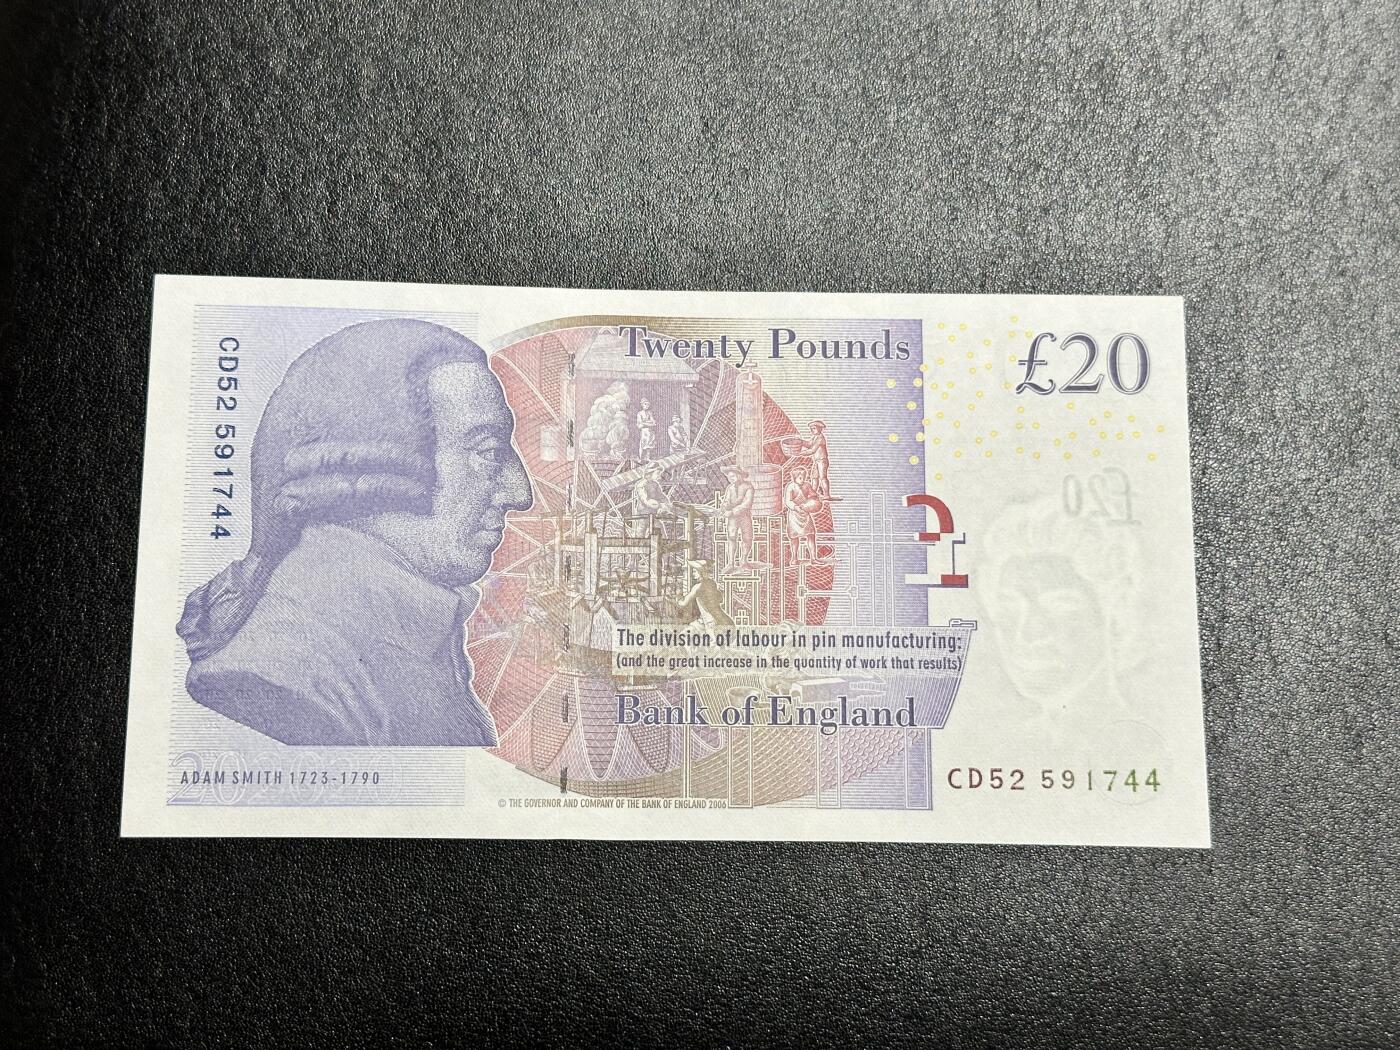 Twenty Pounds
£20
CD52 591744
£20
The division of labour in pin manufacturing:
(and the great increase in the quantity of work that results)
Bank of England
20
ADAM SMITH 1723-1790
CD52 591744
© THE GOVERNOR AND COMPANY OF THE BANK OF ENGLAND 2006